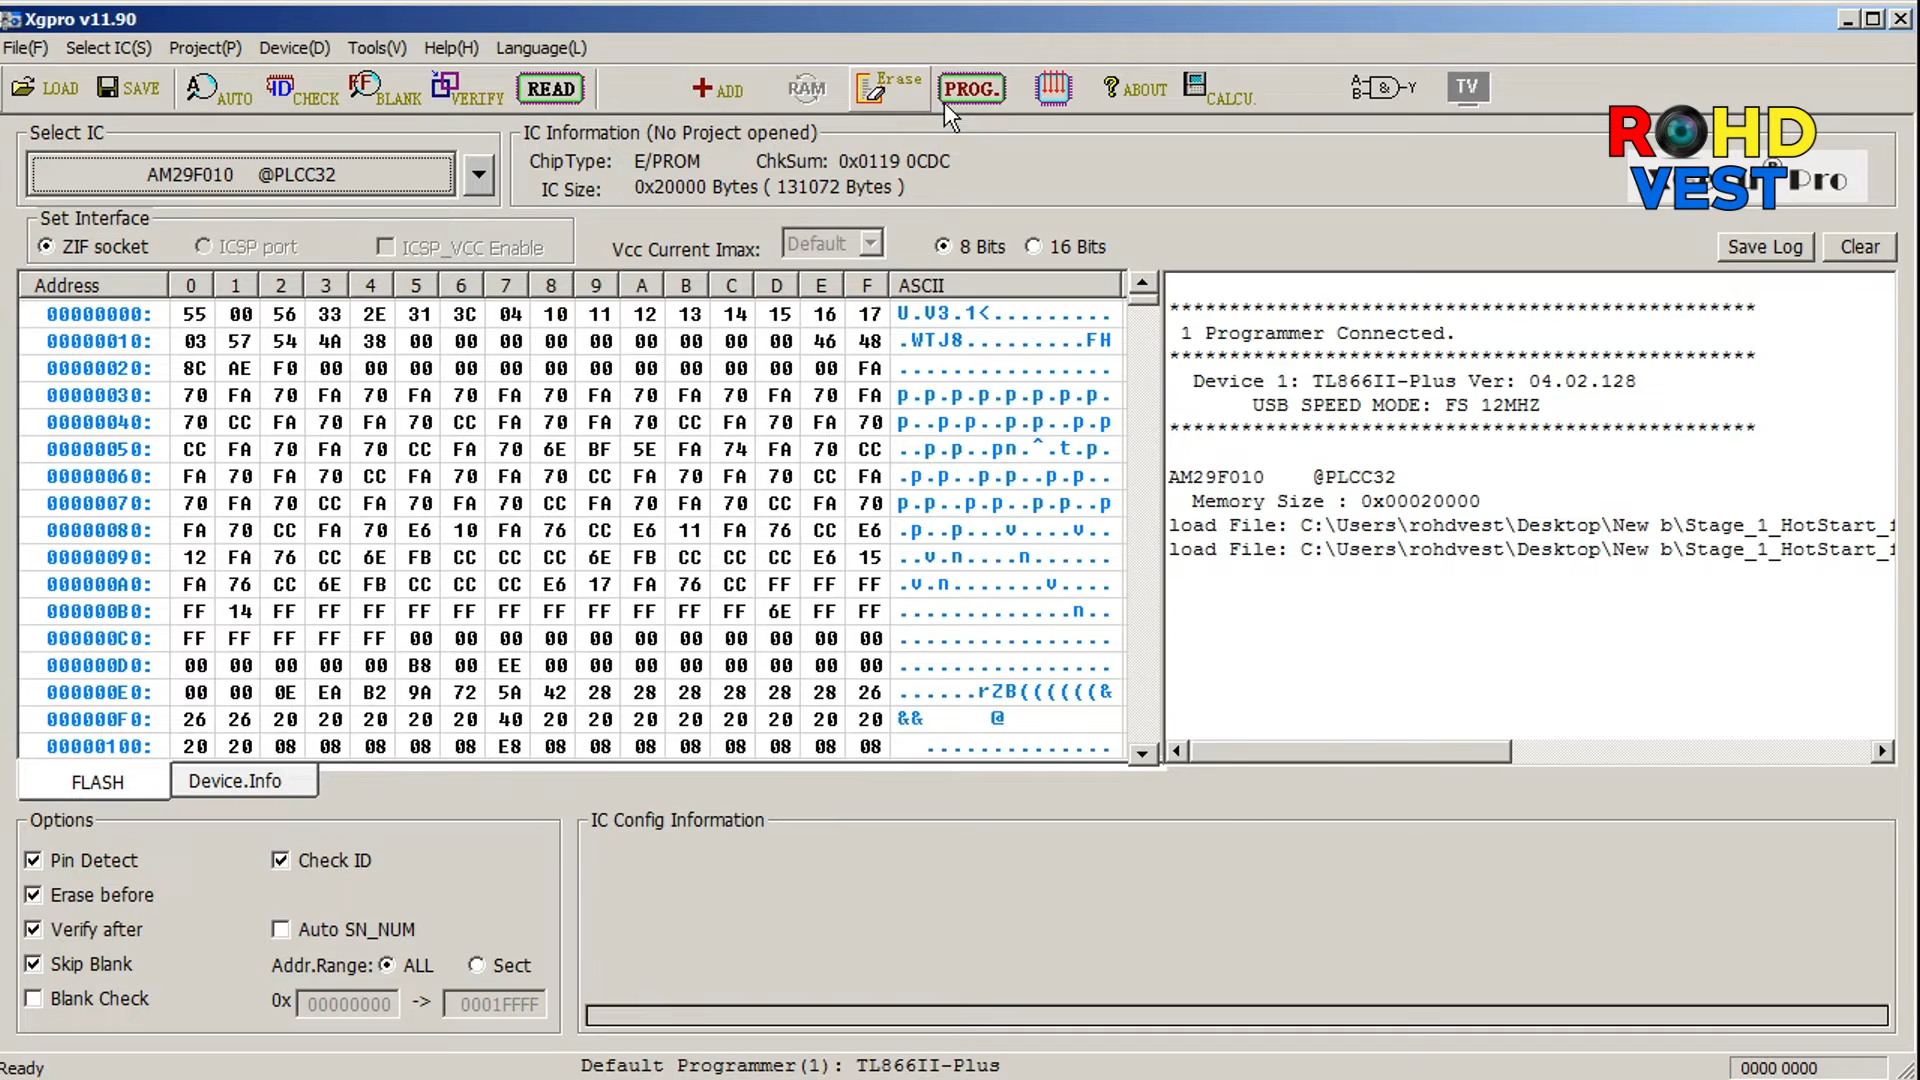 Xgpro v11.90
File(F) Select IC(S) Project(P) Device(D) Tools(V) Help(H) Language(L)
LOAD SAVE AUTO CHECK BLANK VERIFY READ ADD RAM Erase PROG. ABOUT CALCU. A & Y TV
ROHD
VEST
Pro
Select IC
AM29F010 @PLCC32
IC Information (No Project opened)
ChipType: E/PROM ChkSum: 0x0119 0CDC
IC Size: 0x20000 Bytes ( 131072 Bytes )
Set Interface
ZIF socket ICSP port ICSP_VCC Enable Vcc Current Imax: Default 8 Bits 16 Bits Save Log Clear
Address 0 1 2 3 4 5 6 7 8 9 A B C D E F ASCII
00000000: 55 00 56 33 2E 31 3C 04 10 11 12 13 14 15 16 17 U.V3.1<.........
00000010: 03 57 54 4A 38 00 00 00 00 00 00 00 00 00 46 48 .WTJ8.........FH
00000020: 8C AE F0 00 00 00 00 00 00 00 00 00 00 00 00 FA ................
00000030: 70 FA 70 FA 70 FA 70 FA 70 FA 70 FA 70 FA 70 FA p.p.p.p.p.p.p.p.
00000040: 70 CC FA 70 FA 70 CC FA 70 FA 70 CC FA 70 FA 70 p..p.p..p.p..p.p
00000050: CC FA 70 FA 70 CC FA 70 6E BF 5E FA 74 FA 70 CC ..p.p..pn.^.t.p.
00000060: FA 70 FA 70 CC FA 70 FA 70 CC FA 70 FA 70 CC FA .p.p..p.p..p.p..
00000070: 70 FA 70 CC FA 70 FA 70 CC FA 70 FA 70 CC FA 70 p.p..p.p..p.p..p
00000080: FA 70 CC FA 70 E6 10 FA 76 CC E6 11 FA 76 CC E6 .p..p...v....v..
00000090: 12 FA 76 CC 6E FB CC CC CC 6E FB CC CC CC E6 15 ..v.n....n......
000000A0: FA 76 CC 6E FB CC CC CC E6 17 FA 76 CC FF FF FF .v.n.......v....
000000B0: FF 14 FF FF FF FF FF FF FF FF FF FF FF 6E FF FF .............n..
000000C0: FF FF FF FF FF 00 00 00 00 00 00 00 00 00 00 00 ................
000000D0: 00 00 00 00 00 B8 00 EE 00 00 00 00 00 00 00 00 ................
000000E0: 00 00 0E EA B2 9A 72 5A 42 28 28 28 28 28 28 26 ......rZB((((((&
000000F0: 26 26 20 20 20 20 20 40 20 20 20 20 20 20 20 20 && @
00000100: 20 20 08 08 08 08 08 E8 08 08 08 08 08 08 08 08 ..............
*************************************************
1 Programmer Connected.
*************************************************
Device 1: TL866II-Plus Ver: 04.02.128
USB SPEED MODE: FS 12MHZ
*************************************************
AM29F010 @PLCC32
Memory Size : 0x00020000
load File: C:\Users\rohdvest\Desktop\New b\Stage_1_HotStart_
load File: C:\Users\rohdvest\Desktop\New b\Stage_1_HotStart_
FLASH Device.Info
Options
Pin Detect Check ID
Erase before
Verify after Auto SN_NUM
Skip Blank Addr.Range: ALL Sect
Blank Check 0x 00000000 -> 0001FFFF
IC Config Information
Ready Default Programmer(1): TL866II-Plus 0000 0000